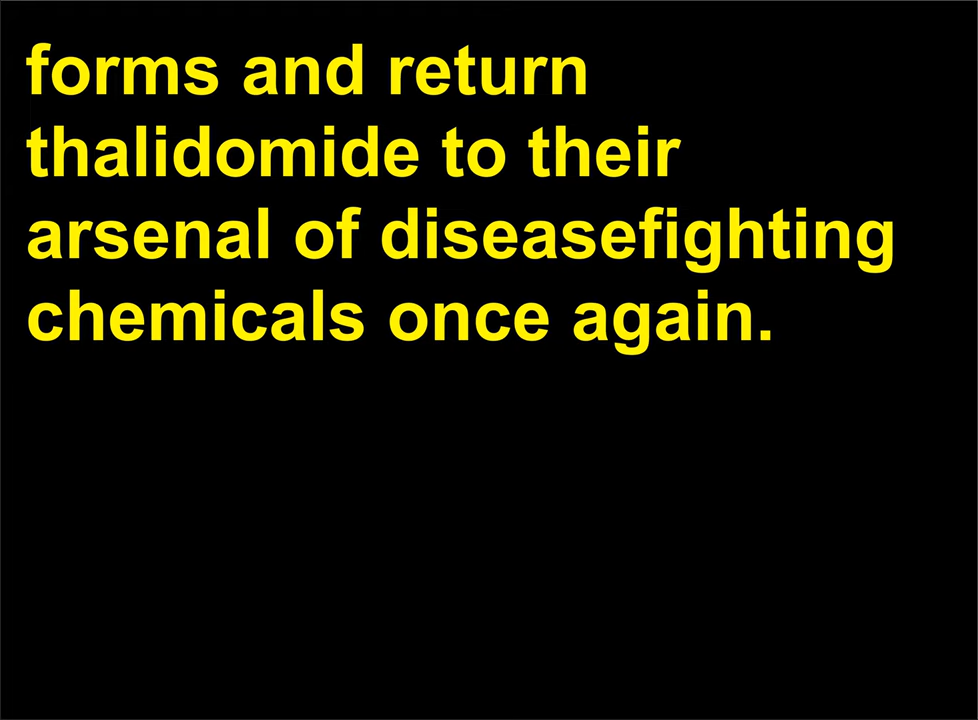 forms and return
thalidomide to their
arsenal of diseasefighting
chemicals once again.